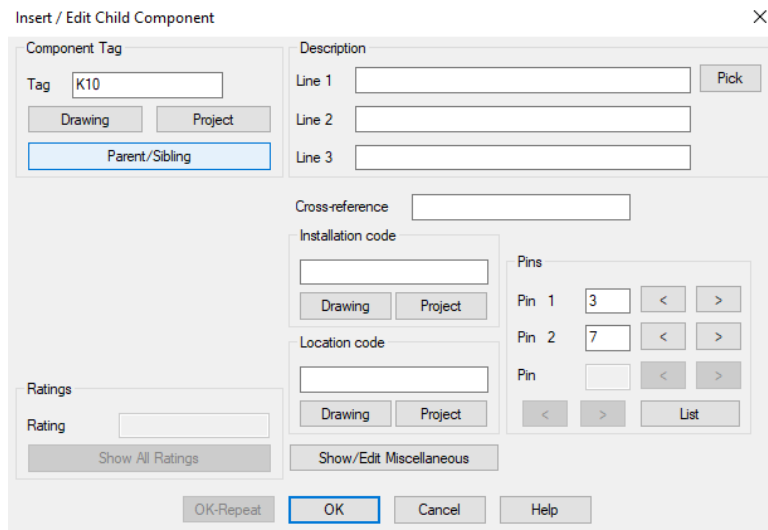 Insert / Edit Child Component
Component Tag
Tag K10
Drawing Project
Parent/Sibling
Description
Line 1 Pick
Line 2
Line 3
Cross-reference
Installation code
Drawing Project
Location code
Drawing Project
Pins
Pin 1 3 < >
Pin 2 7 < >
Pin < >
< > List
Ratings
Rating
Show All Ratings
Show/Edit Miscellaneous
OK-Repeat OK Cancel Help